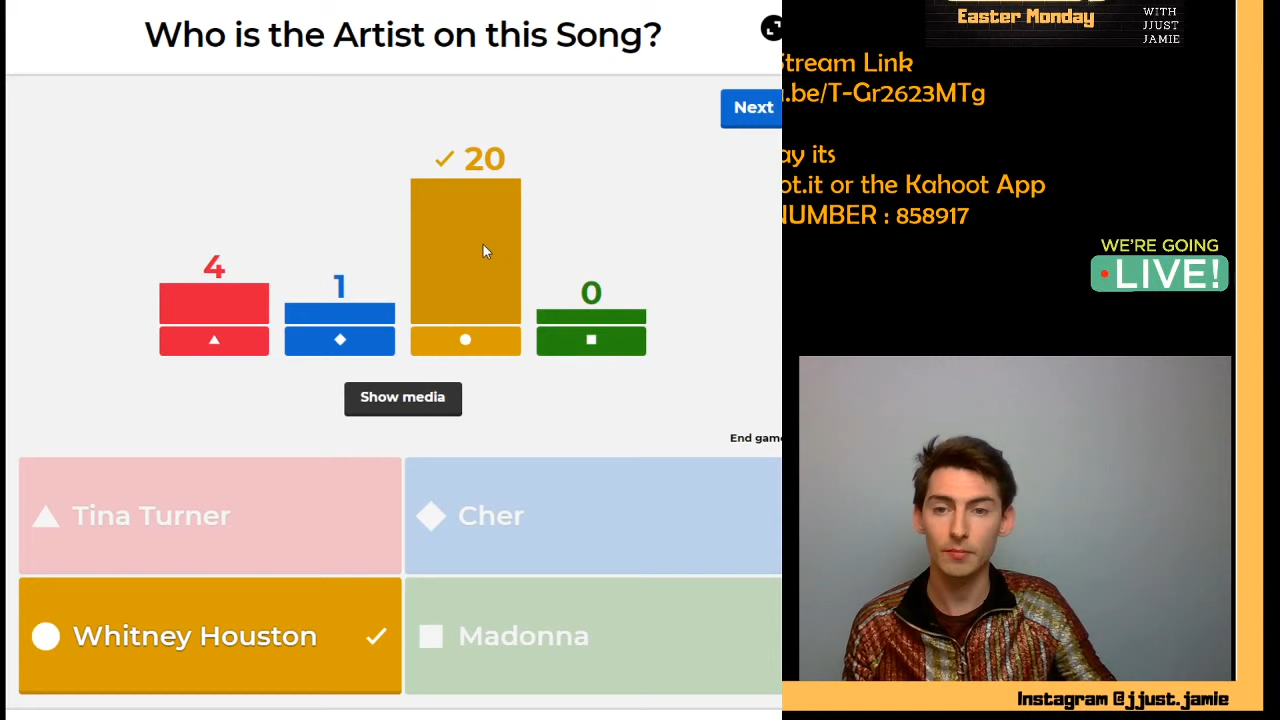 Who is the Artist on this Song?
Next
20
4
1
0
Show media
End game
Tina Turner
Cher
Whitney Houston
Madonna
Easter Monday
WITH
JJUST
JAMIE
Stream Link
.be/T-Gr2623MTg
ay its
ot.it or the Kahoot App
NUMBER : 858917
WE'RE GOING
LIVE!
Instagram @jjust.jamie